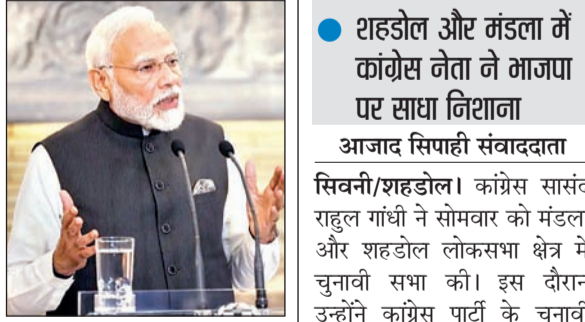 शहडोल और मंडला में
कांग्रेस नेता ने भाजपा
पर साधा निशाना
आजाद सिपाही संवाददाता
सिवनी/शहडोल। कांग्रेस सासंद
राहुल गांधी ने सोमवार को मंडल
और शहडोल लोकसभा क्षेत्र में
चुनावी सभा की। इस दौरान
उन्होंने कांग्रेस पार्टी के चुनावी